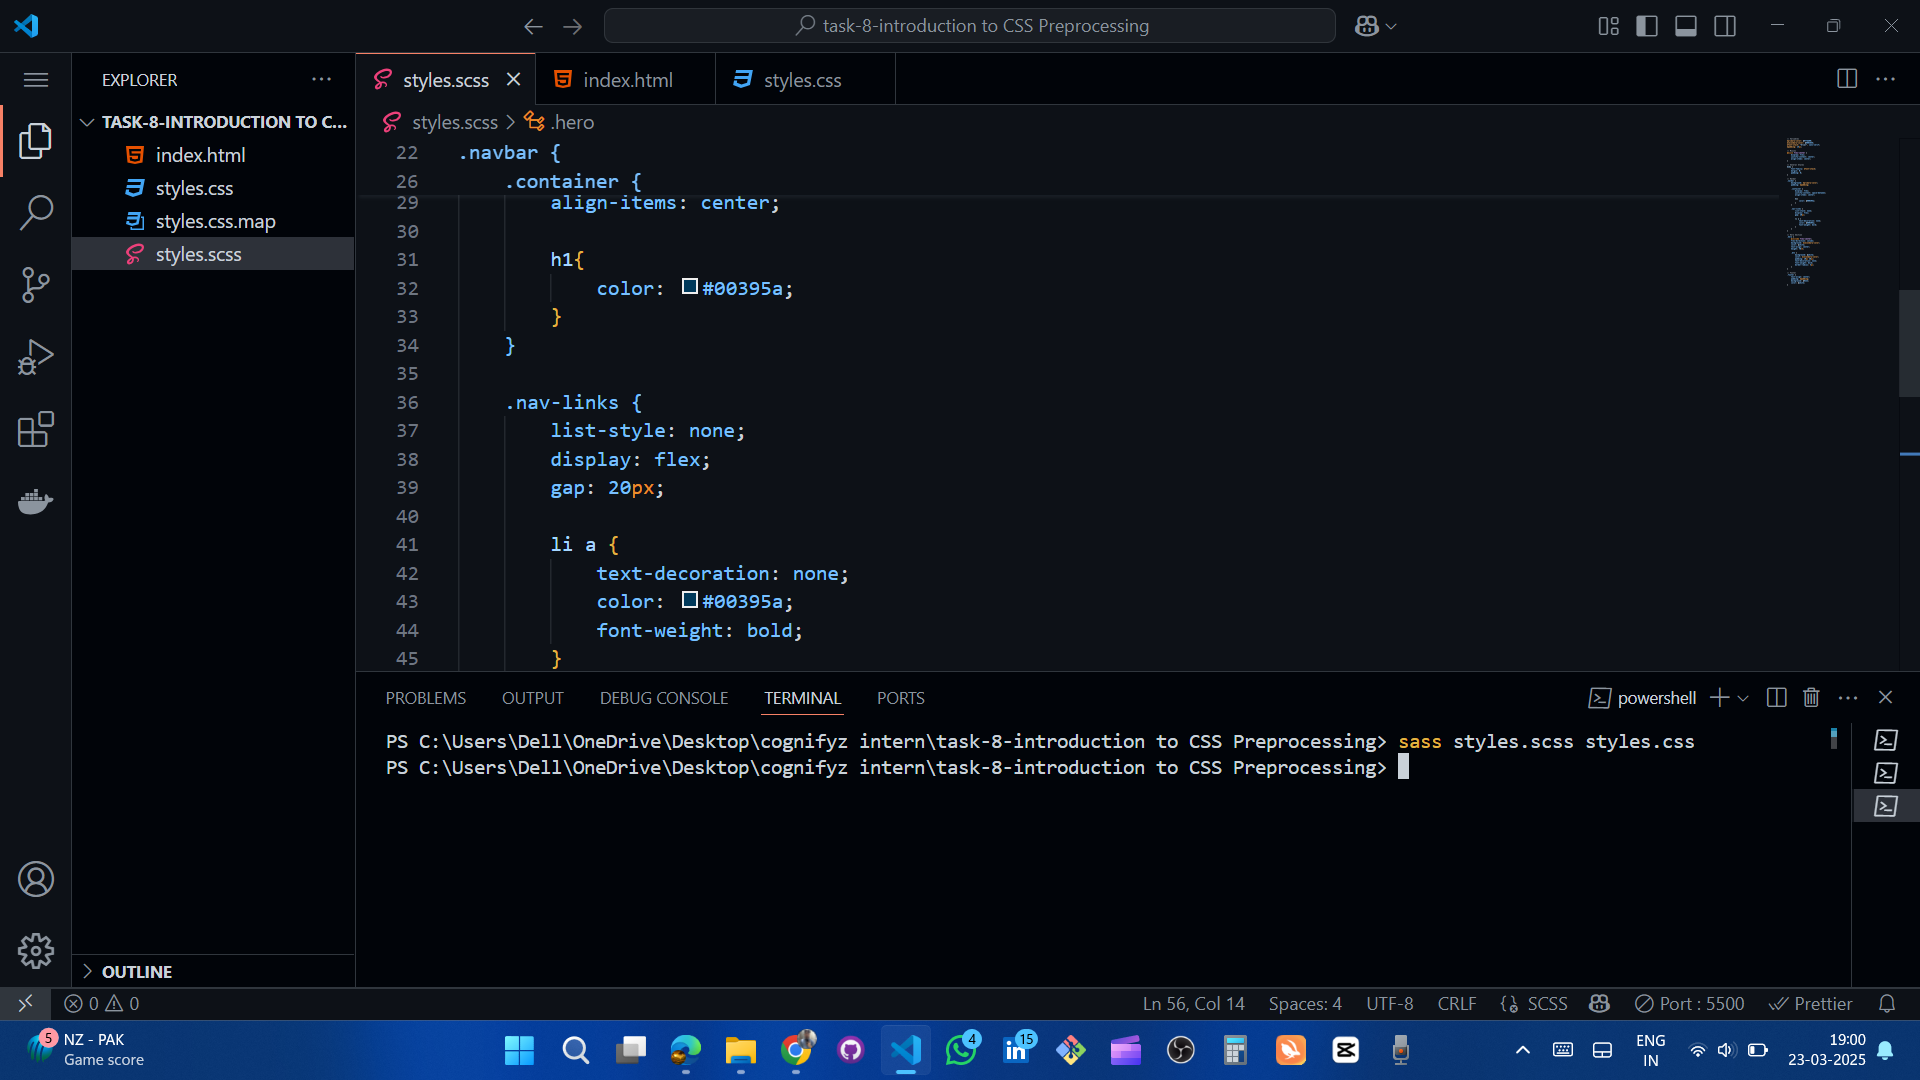 task-8-introduction to CSS Preprocessing
EXPLORER
TASK-8-INTRODUCTION TO C...
index.html
styles.css
styles.css.map
styles.scss
OUTLINE
styles.scss
index.html
styles.css
styles.scss > .hero
22 .navbar {
26 .container {
29 align-items: center;
30
31 h1{
32 color: #00395a;
33 }
34 }
35
36 .nav-links {
37 list-style: none;
38 display: flex;
39 gap: 20px;
40
41 li a {
42 text-decoration: none;
43 color: #00395a;
44 font-weight: bold;
45 }
PROBLEMS OUTPUT DEBUG CONSOLE TERMINAL PORTS
powershell
PS C:\Users\Dell\OneDrive\Desktop\cognifyz intern\task-8-introduction to CSS Preprocessing> sass styles.scss styles.css
PS C:\Users\Dell\OneDrive\Desktop\cognifyz intern\task-8-introduction to CSS Preprocessing>
0 0
Ln 56, Col 14 Spaces: 4 UTF-8 CRLF {} SCSS Port : 5500 Prettier
5 NZ - PAK
Game score
4
15
in
ENG
IN
19:00
23-03-2025